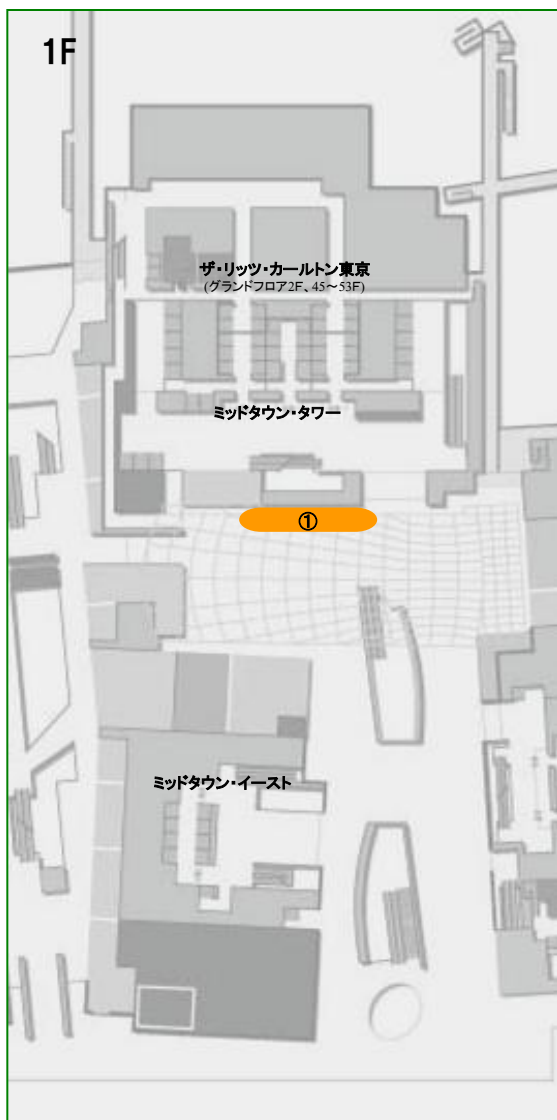 1F
ザ・リッツ・カールトン東京
(グランドフロア2F、45～53F)
ミッドタウン・タワー
①
ミッドタウン・イースト